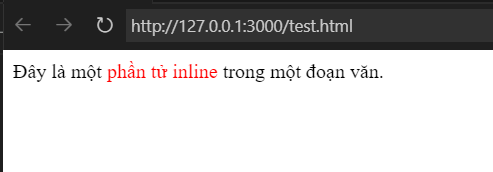 http://127.0.0.1:3000/test.html
Đây là một phần tử inline trong một đoạn văn.